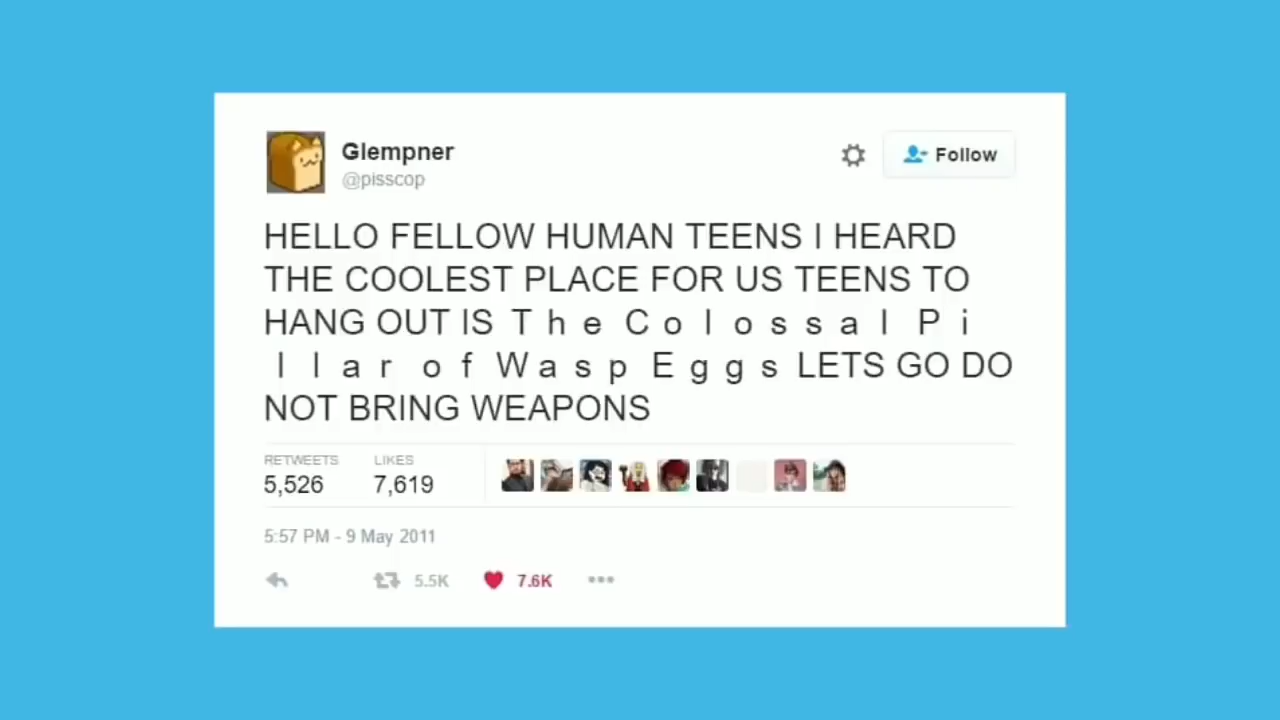 Glempner
@pisscop
Follow
HELLO FELLOW HUMAN TEENS I HEARD
THE COOLEST PLACE FOR US TEENS TO
HANG OUT IS T h e C o l o s s a l P i
l l a r o f W a s p E g g s LETS GO DO
NOT BRING WEAPONS
RETWEETS LIKES
5,526 7,619
5:57 PM - 9 May 2011
5.5K 7.6K